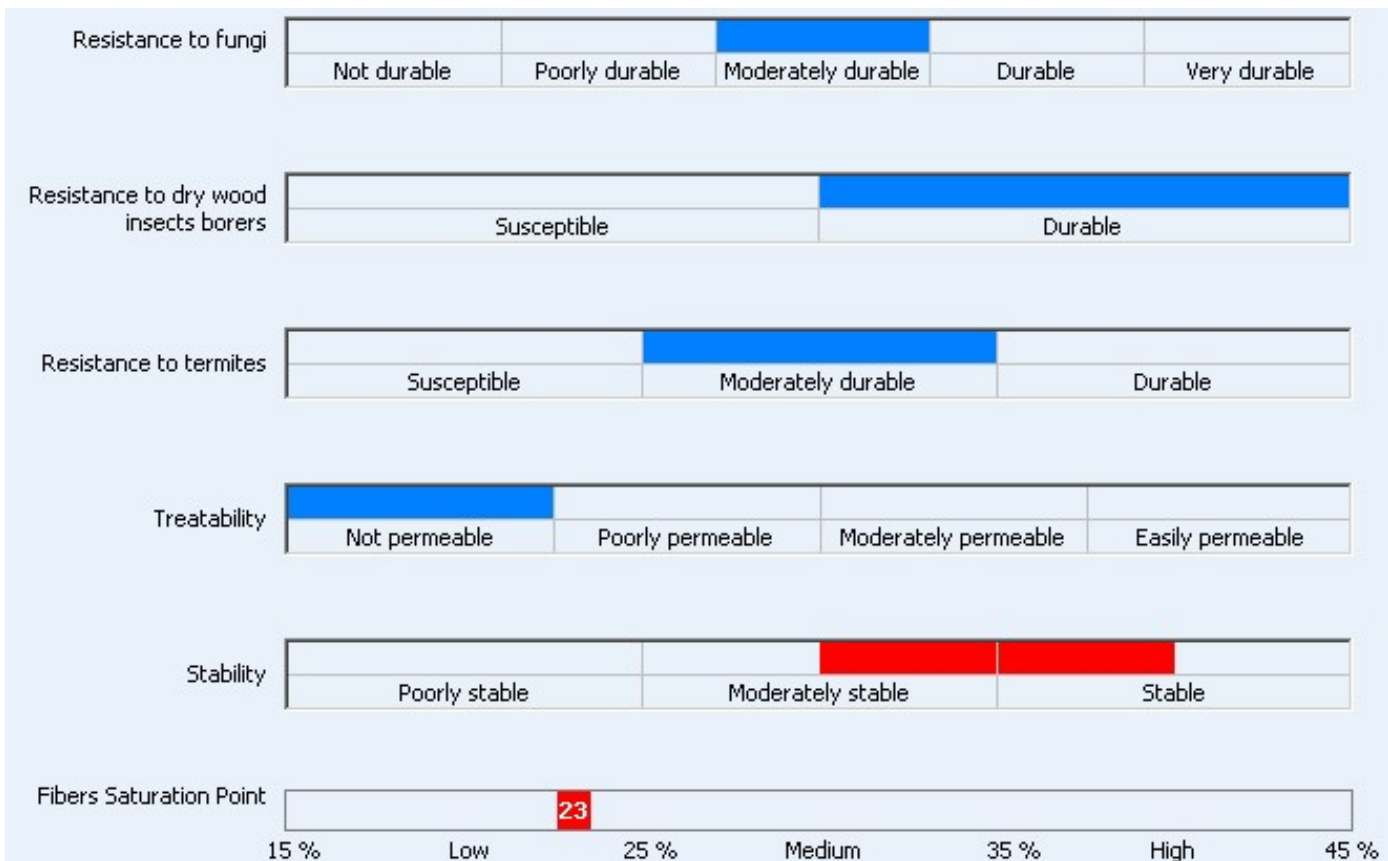 Resistance to fungi
Not durable Poorly durable Moderately durable Durable Very durable
Resistance to dry wood
insects borers
Susceptible Durable
Resistance to termites
Susceptible Moderately durable Durable
Treatability
Not permeable Poorly permeable Moderately permeable Easily permeable
Stability
Poorly stable Moderately stable Stable
Fibers Saturation Point
23
15 % Low 25 % Medium 35 % High 45 %